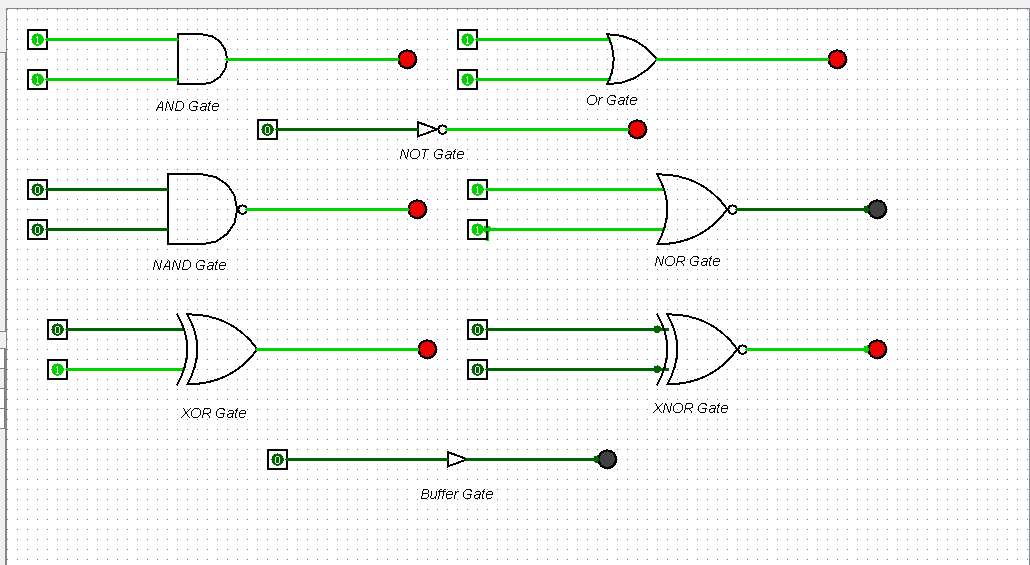 1
1
1
1
AND Gate
Or Gate
0
NOT Gate
0
1
0
1
NAND Gate
NOR Gate
0
0
1
0
XOR Gate
XNOR Gate
0
Buffer Gate